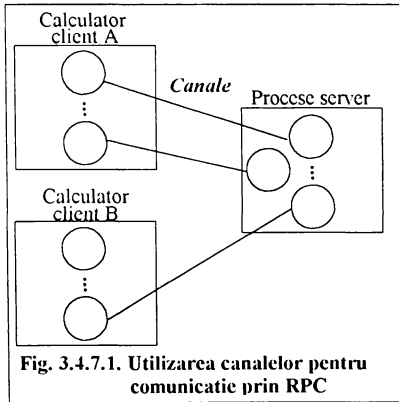 Calculator
client A
Canale
Procese server
Calculator
client B
Fig. 3.4.7.1. Utilizarea canalelor pentru
comunicatie prin RPC